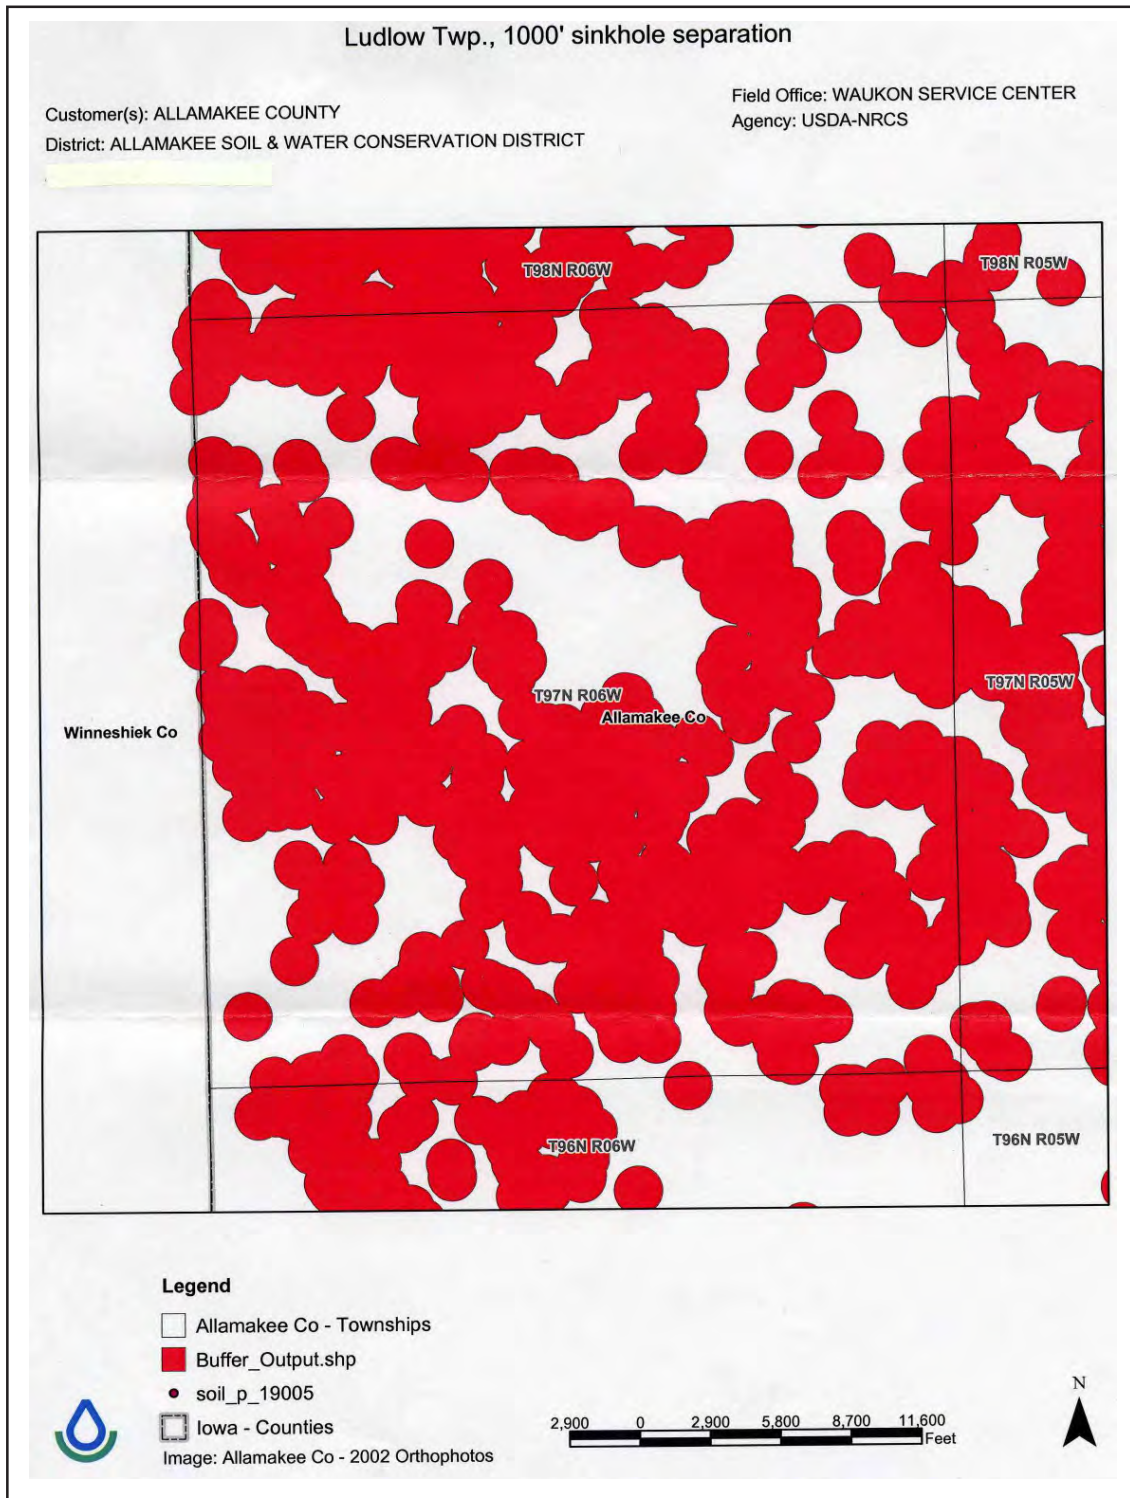 Ludlow Twp., 1000' sinkhole separation
Customer(s): ALLAMAKEE COUNTY
District: ALLAMAKEE SOIL & WATER CONSERVATION DISTRICT
Field Office: WAUKON SERVICE CENTER
Agency: USDA-NRCS
T98N R06W
T98N R05W
T97N R06W
T97N R05W
Allamakee Co
Winneshiek Co
T96N R06W
T96N R05W
Legend
Allamakee Co - Townships
Buffer_Output.shp
soil_p_19005
Iowa - Counties
Image: Allamakee Co - 2002 Orthophotos
2,900 0 2,900 5,800 8,700 11,600
Feet
N